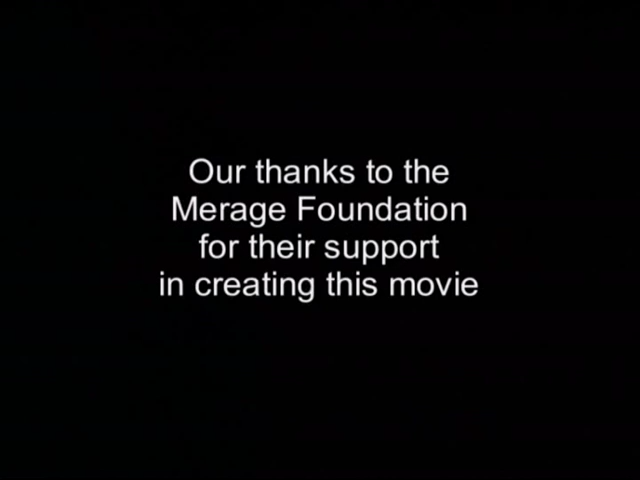 Our thanks to the
Merage Foundation
for their support
in creating this movie